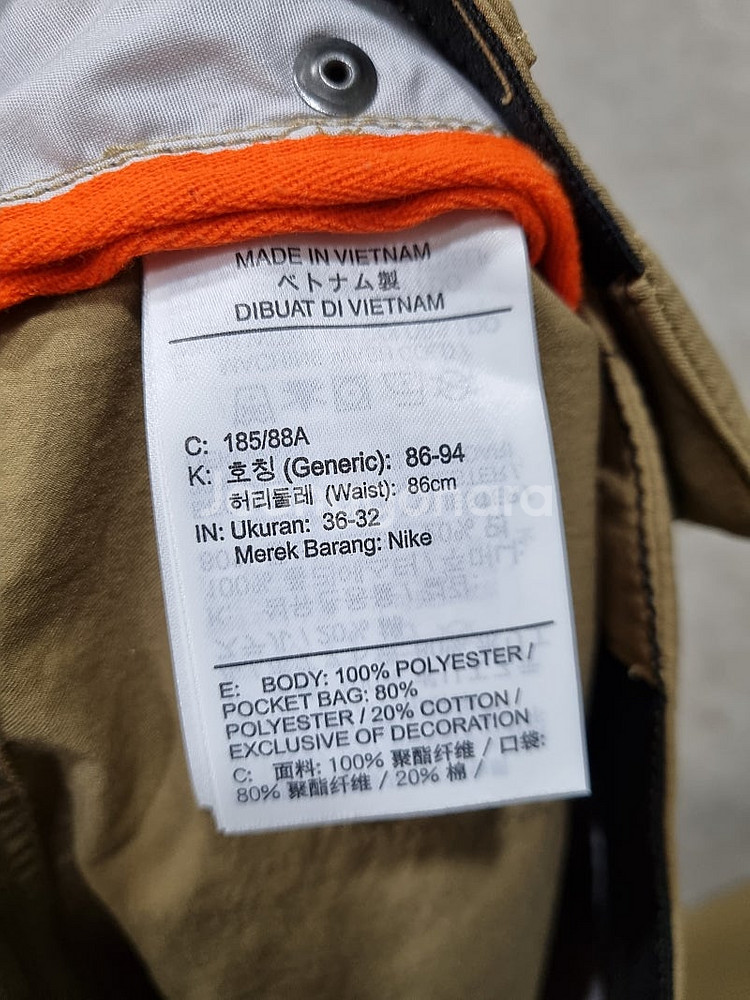 MADE IN VIETNAM
ベトナム製
DIBUAT DI VIETNAM
C: 185/88A
K: 호칭 (Generic): 86-94
허리둘레 (Waist): 86cm
IN: Ukuran: 36-32
Merek Barang: Nike
E: BODY: 100% POLYESTER /
POCKET BAG: 80%
POLYESTER / 20% COTTON /
EXCLUSIVE OF DECORATION
C: 面料: 100% 聚酯纤维 / 口袋:
80% 聚酯纤维 / 20% 棉 /